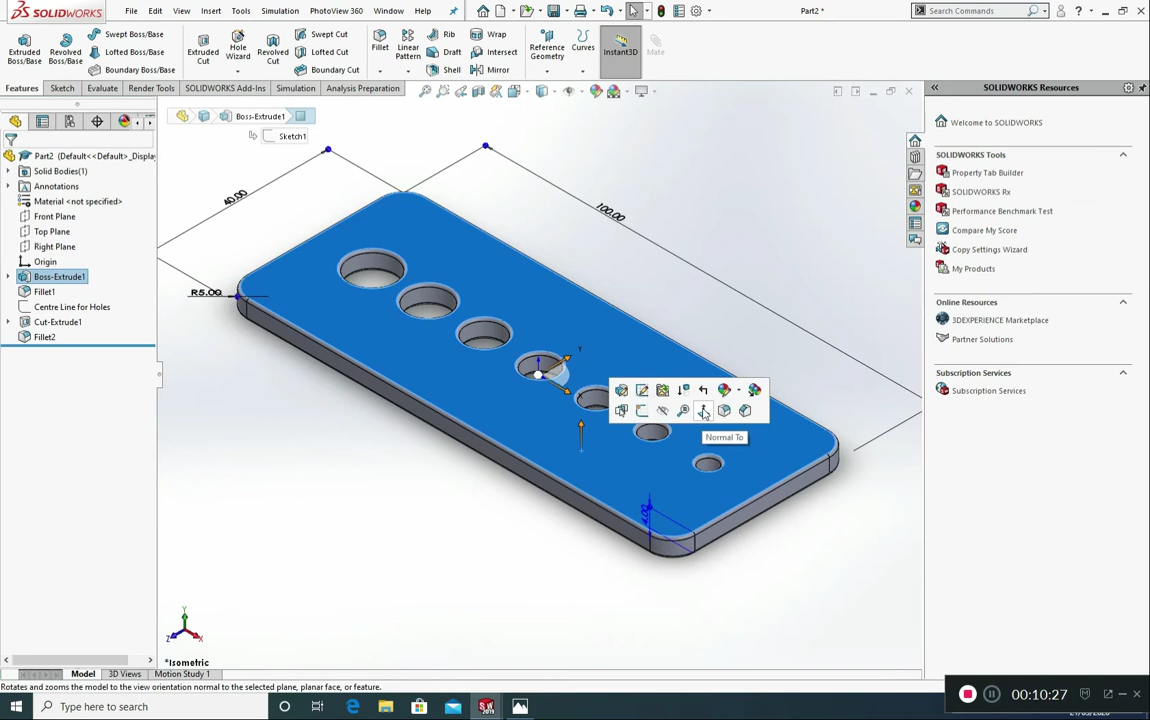 SOLIDWORKS File Edit View Insert Tools Simulation PhotoView 360 Window Help Part2 * Search Commands
Extruded Boss/Base
Revolved Boss/Base
Swept Boss/Base
Lofted Boss/Base
Boundary Boss/Base
Extruded Cut
Hole Wizard
Revolved Cut
Swept Cut
Lofted Cut
Boundary Cut
Fillet
Linear Pattern
Rib
Draft
Shell
Wrap
Intersect
Mirror
Reference Geometry
Curves
Instant3D
Mate
Features Sketch Evaluate Render Tools SOLIDWORKS Add-Ins Simulation Analysis Preparation
Part2 (Default<<Default>_Display
Solid Bodies(1)
Annotations
Material <not specified>
Front Plane
Top Plane
Right Plane
Origin
Boss-Extrude1
Fillet1
Centre Line for Holes
Cut-Extrude1
Fillet2
Boss-Extrude1
Sketch1
40.00
100.00
R5.00
4.00
Y
X
Normal To
Y
Z X
*Isometric
SOLIDWORKS Resources
Welcome to SOLIDWORKS
SOLIDWORKS Tools
Property Tab Builder
SOLIDWORKS Rx
Performance Benchmark Test
Compare My Score
Copy Settings Wizard
My Products
Online Resources
3DEXPERIENCE Marketplace
Partner Solutions
Subscription Services
Subscription Services
Model 3D Views Motion Study 1
Rotates and zooms the model to the view orientation normal to the selected plane, planar face, or feature.
Type here to search
00:10:27